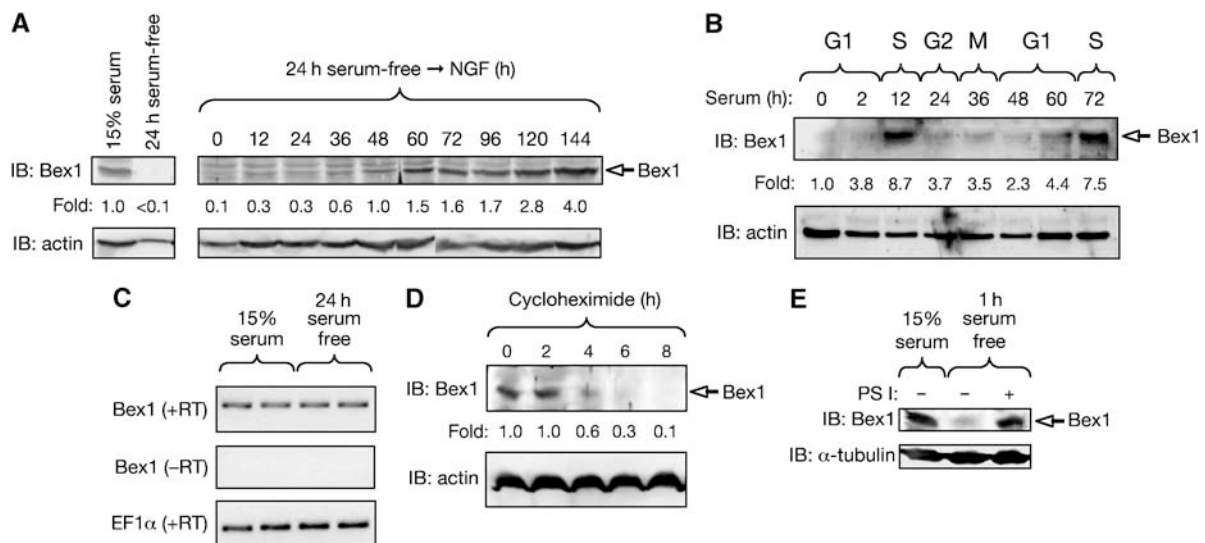 A
15% serum
24 h serum-free
24 h serum-free → NGF (h)
0 12 24 36 48 60 72 96 120 144
IB: Bex1
Bex1
Fold: 1.0 <0.1 0.1 0.3 0.3 0.6 1.0 1.5 1.6 1.7 2.8 4.0
IB: actin
B
G1 S G2 M G1 S
Serum (h): 0 2 12 24 36 48 60 72
IB: Bex1
Bex1
Fold: 1.0 3.8 8.7 3.7 3.5 2.3 4.4 7.5
IB: actin
C
15%
serum
24 h
serum
free
Bex1 (+RT)
Bex1 (–RT)
EF1α (+RT)
D
Cycloheximide (h)
0 2 4 6 8
IB: Bex1
Bex1
Fold: 1.0 1.0 0.6 0.3 0.1
IB: actin
E
15%
serum
1 h
serum
free
PS I: – – +
IB: Bex1
Bex1
IB: α-tubulin